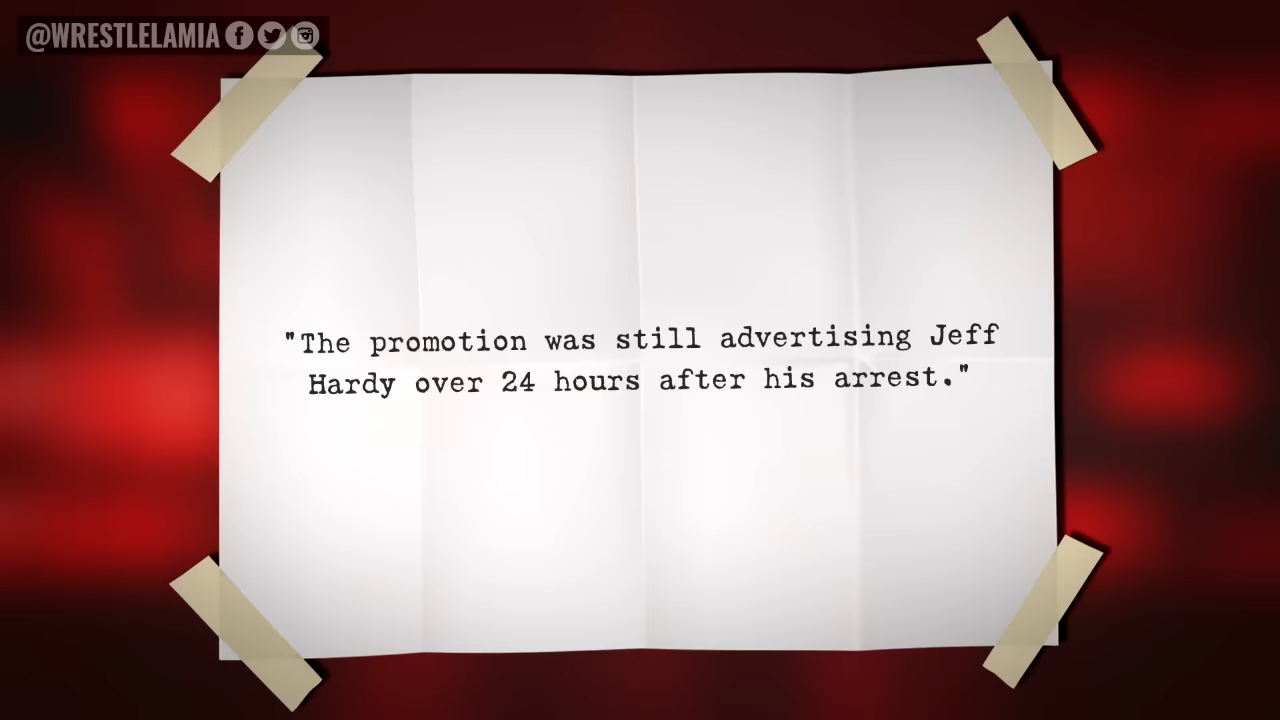 @WRESTLELAMIA
"The promotion was still advertising Jeff
Hardy over 24 hours after his arrest."